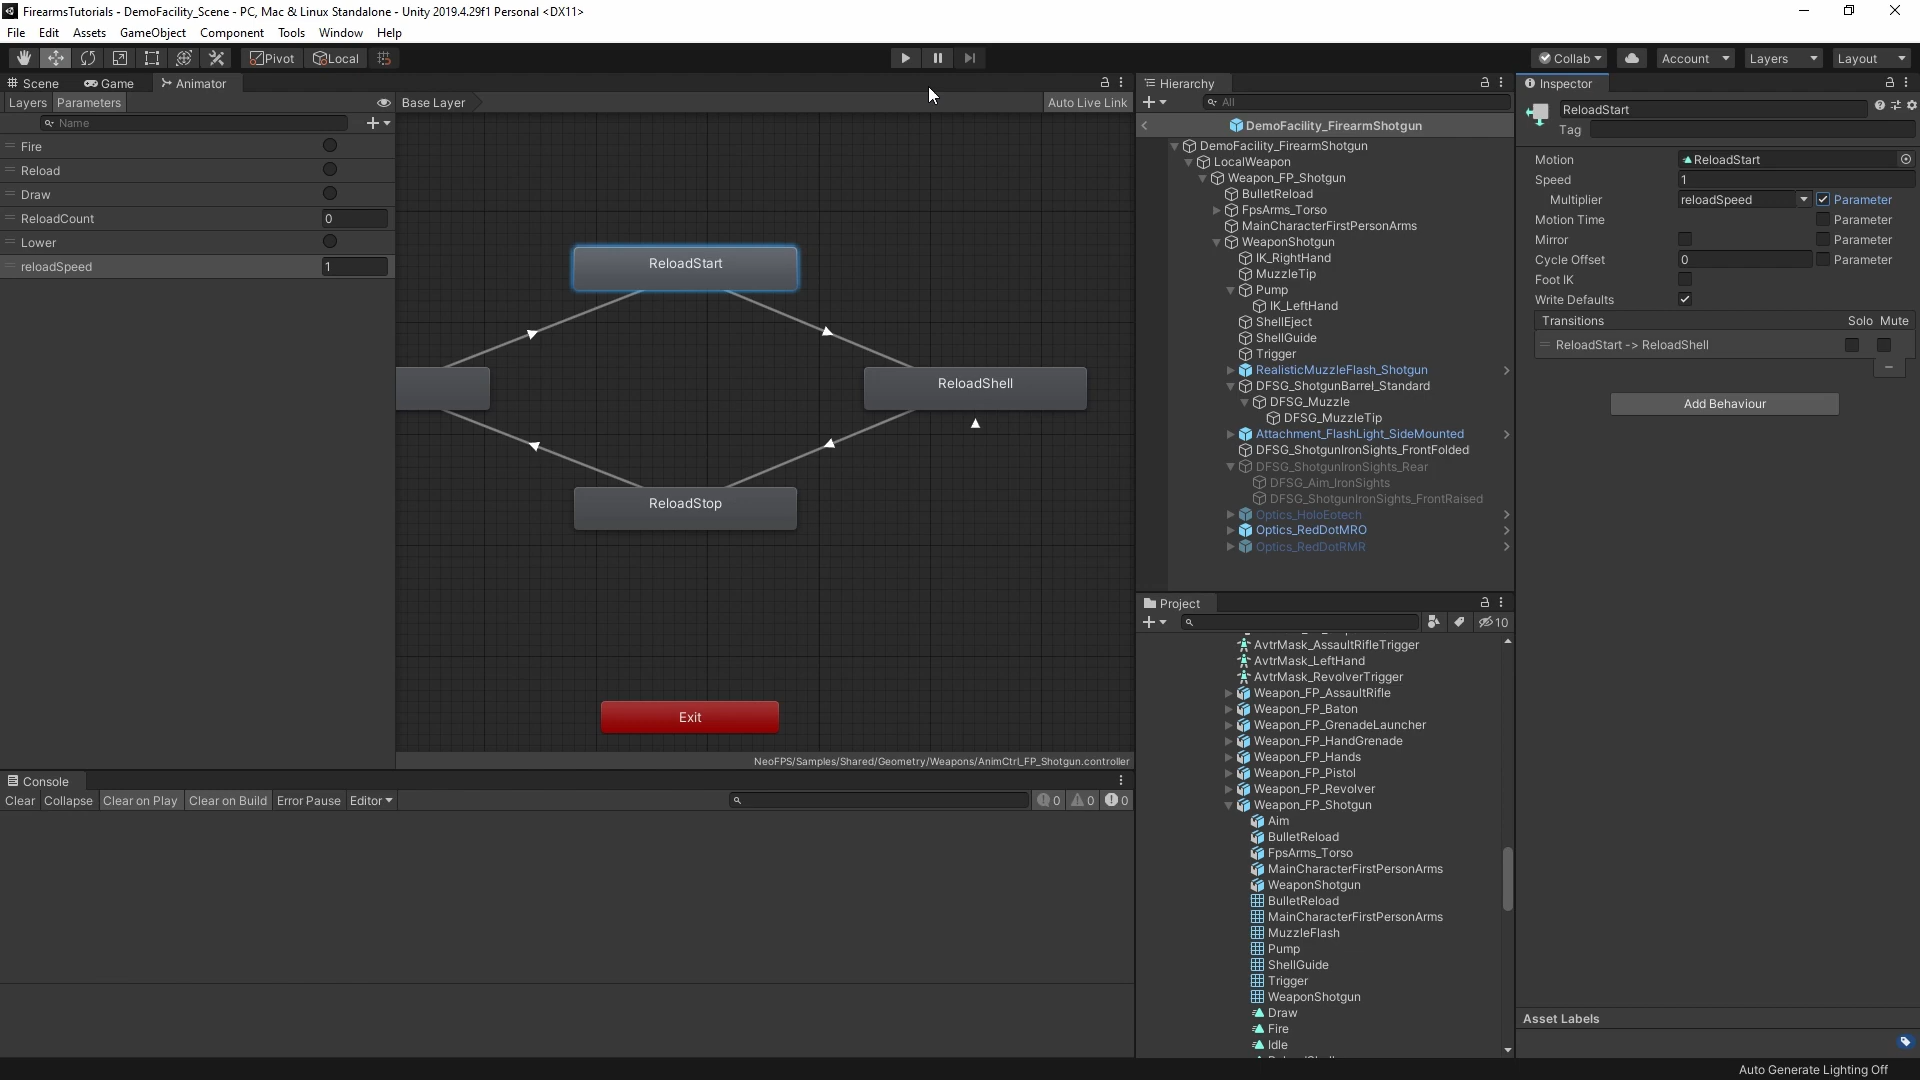 FirearmsTutorials - DemoFacility_Scene - PC, Mac & Linux Standalone - Unity 2019.4.29f1 Personal <DX11>
File Edit Assets GameObject Component Tools Window Help
Pivot Local Collab Account Layers Layout
Scene Game Animator
Layers Parameters Base Layer Auto Live Link
Name
Fire
Reload
Draw
ReloadCount 0
Lower
reloadSpeed 1
ReloadStart
ReloadShell
ReloadStop
Exit
NeoFPS/Samples/Shared/Geometry/Weapons/AnimCtrl_FP_Shotgun.controller
Console
Clear Collapse Clear on Play Clear on Build Error Pause Editor 0 0 0
Hierarchy
All
DemoFacility_FirearmShotgun
DemoFacility_FirearmShotgun
LocalWeapon
Weapon_FP_Shotgun
BulletReload
FpsArms_Torso
MainCharacterFirstPersonArms
WeaponShotgun
IK_RightHand
MuzzleTip
Pump
IK_LeftHand
ShellEject
ShellGuide
Trigger
RealisticMuzzleFlash_Shotgun
DFSG_ShotgunBarrel_Standard
DFSG_Muzzle
DFSG_MuzzleTip
Attachment_FlashLight_SideMounted
DFSG_ShotgunIronSights_FrontFolded
DFSG_ShotgunIronSights_Rear
DFSG_Aim_IronSights
DFSG_ShotgunIronSights_FrontRaised
Optics_HoloEotech
Optics_RedDotMRO
Optics_RedDotRMR
Project
10
AvtrMask_AssaultRifleTrigger
AvtrMask_LeftHand
AvtrMask_RevolverTrigger
Weapon_FP_AssaultRifle
Weapon_FP_Baton
Weapon_FP_GrenadeLauncher
Weapon_FP_HandGrenade
Weapon_FP_Hands
Weapon_FP_Pistol
Weapon_FP_Revolver
Weapon_FP_Shotgun
Aim
BulletReload
FpsArms_Torso
MainCharacterFirstPersonArms
WeaponShotgun
BulletReload
MainCharacterFirstPersonArms
MuzzleFlash
Pump
ShellGuide
Trigger
WeaponShotgun
Draw
Fire
Idle
Inspector
ReloadStart
Tag
Motion ReloadStart
Speed 1
Multiplier reloadSpeed Parameter
Motion Time Parameter
Mirror Parameter
Cycle Offset 0 Parameter
Foot IK
Write Defaults
Transitions Solo Mute
ReloadStart -> ReloadShell
Add Behaviour
Asset Labels
Auto Generate Lighting Off